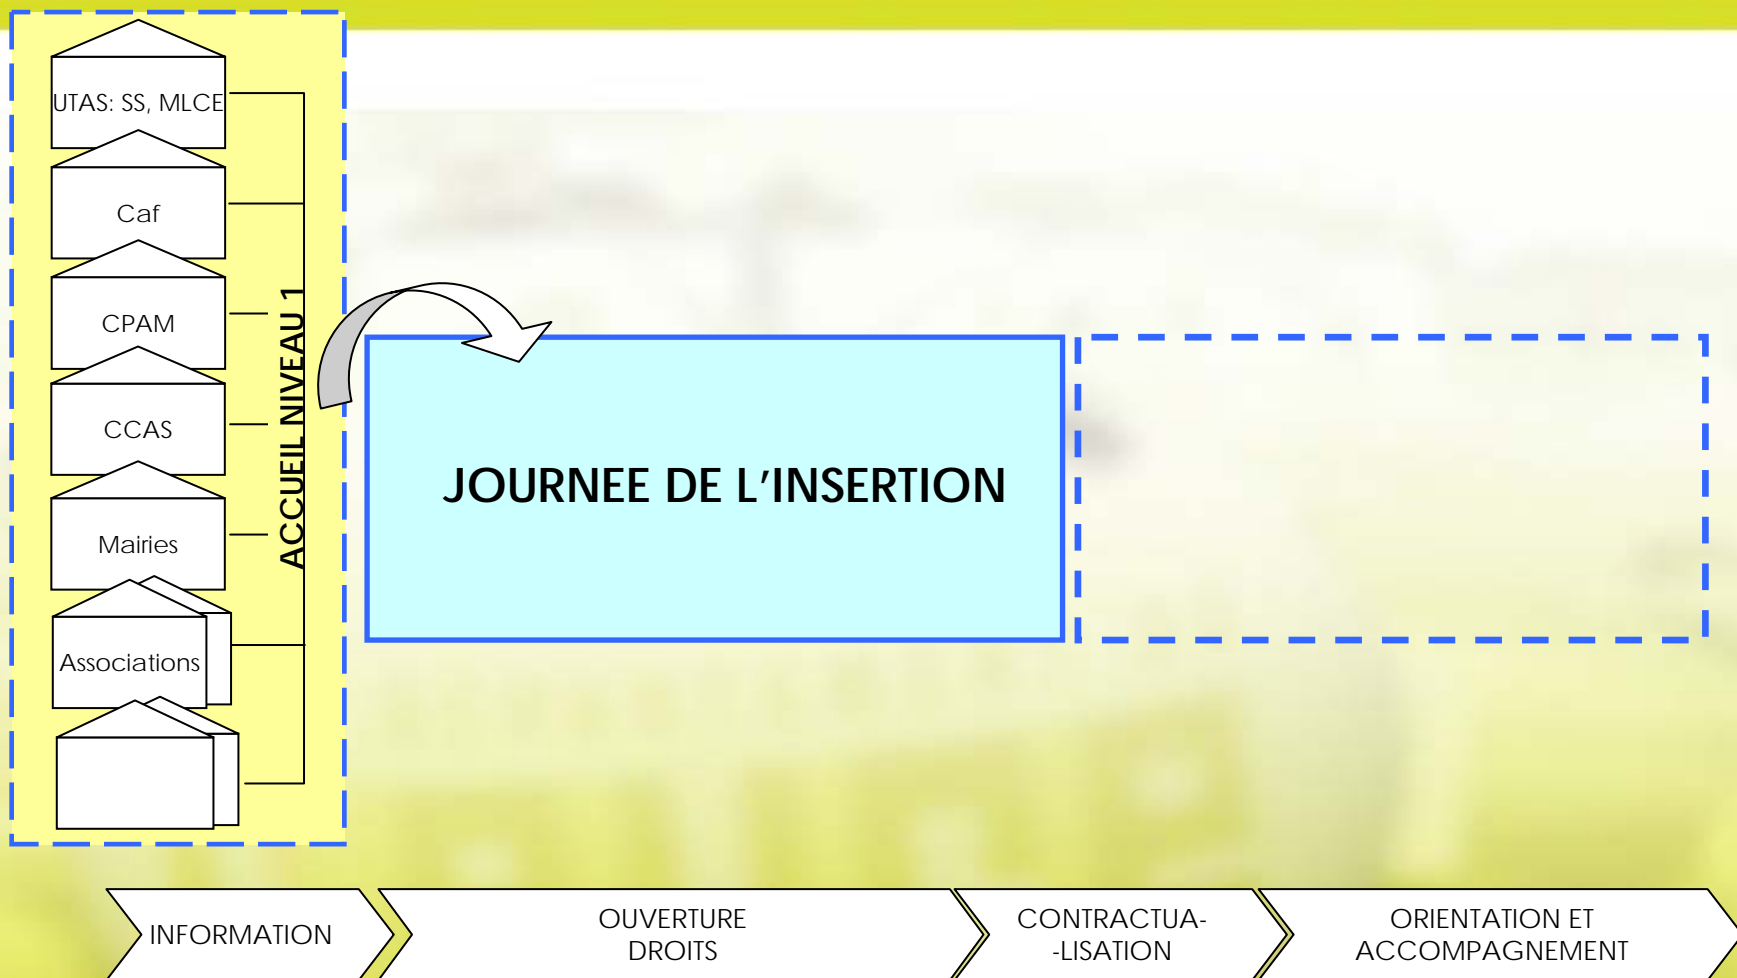 UTAS: SS, MLCE
Caf
CPAM
CCAS
Mairies
Associations
ACCUEIL NIVEAU 1
JOURNEE DE L’INSERTION
INFORMATION
OUVERTURE
DROITS
CONTRACTUA-
-LISATION
ORIENTATION ET
ACCOMPAGNEMENT